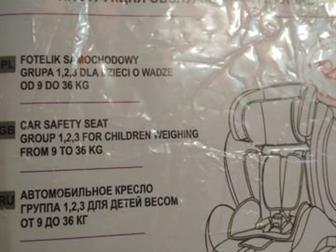 PL
FOTELIK SAMOCHODOWY
GRUPA 1,2,3 DLA DZIECI O WADZE
OD 9 DO 36 KG
GB
CAR SAFETY SEAT
GROUP 1,2,3 FOR CHILDREN WEIGHING
FROM 9 TO 36 KG
RU
АВТОМОБИЛЬНОЕ КРЕСЛО
ГРУППА 1,2,3 ДЛЯ ДЕТЕЙ ВЕСОМ
ОТ 9 ДО 36 КГ